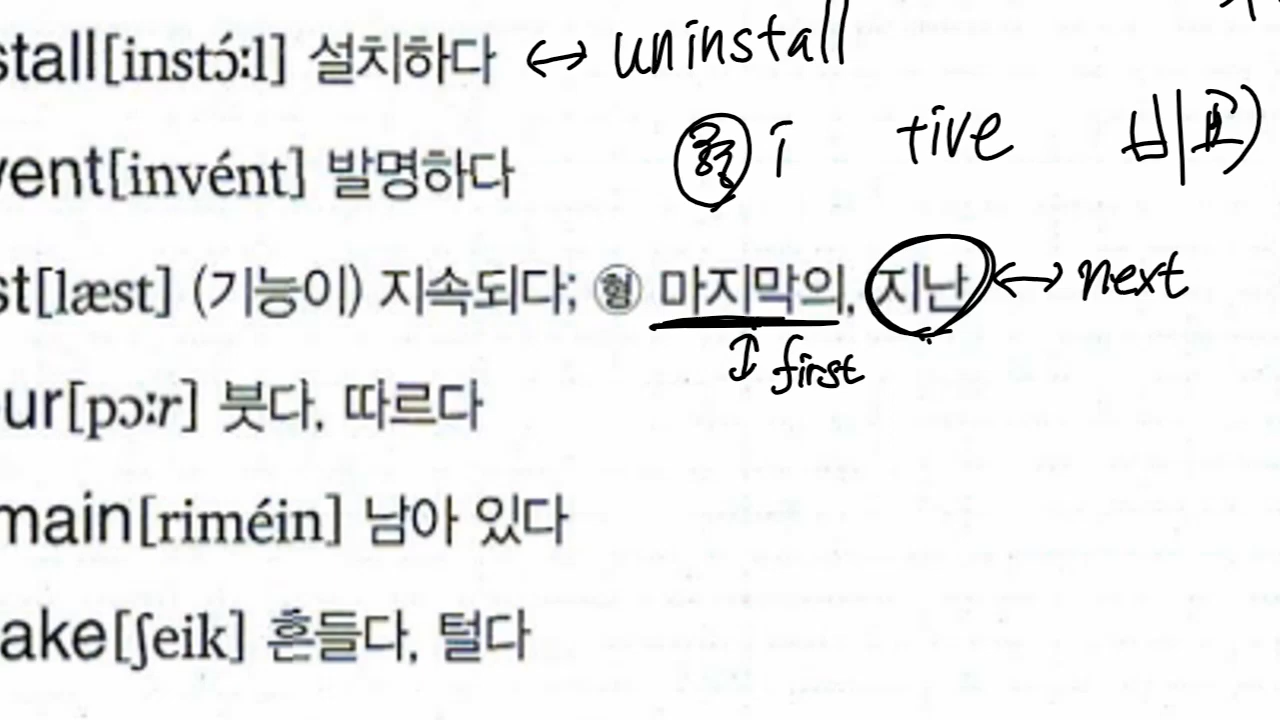 stall[instɔ́ːl] 설치하다 ↔ uninstall
i tive 비교)
vent[invént] 발명하다
st[læst] (기능이) 지속되다; 형 마지막의, 지난 ↔ next
↕ first
ur[pɔːr] 붓다, 따르다
main[riméin] 남아 있다
ake[ʃeik] 흔들다, 털다